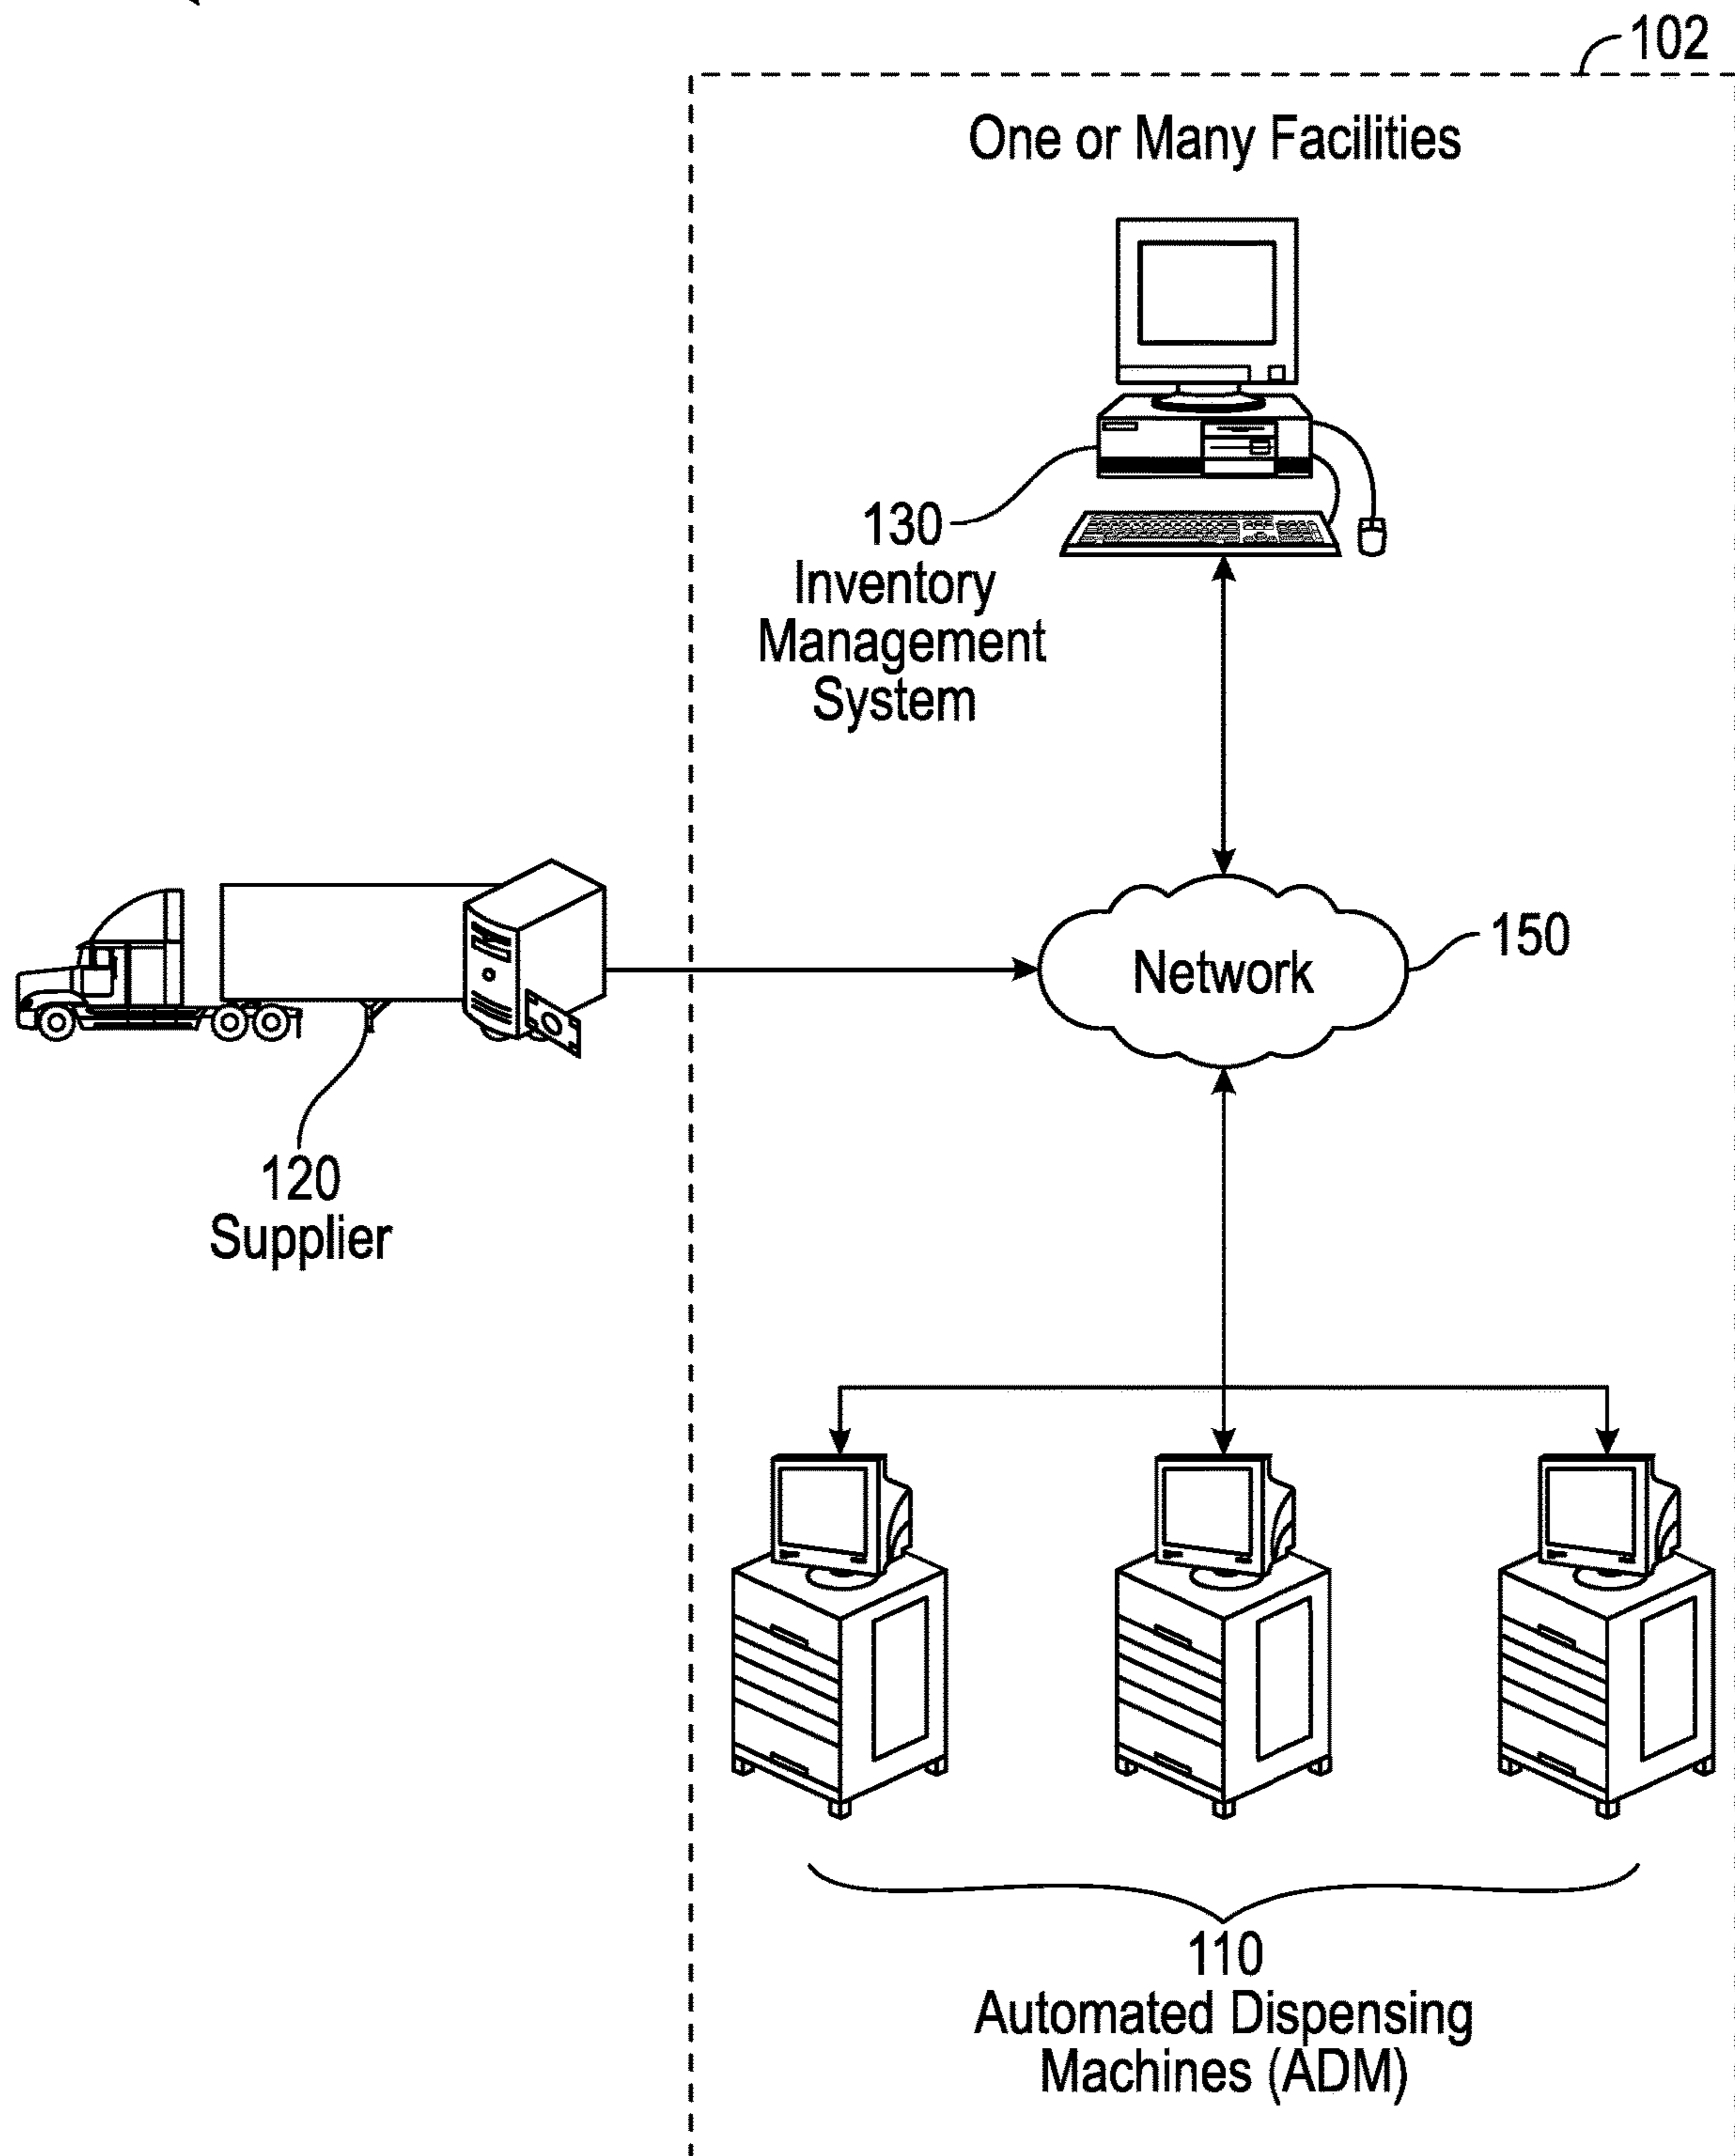 102
One or Many Facilities
130
Inventory
Management
System
Network
150
120
Supplier
110
Automated Dispensing
Machines (ADM)